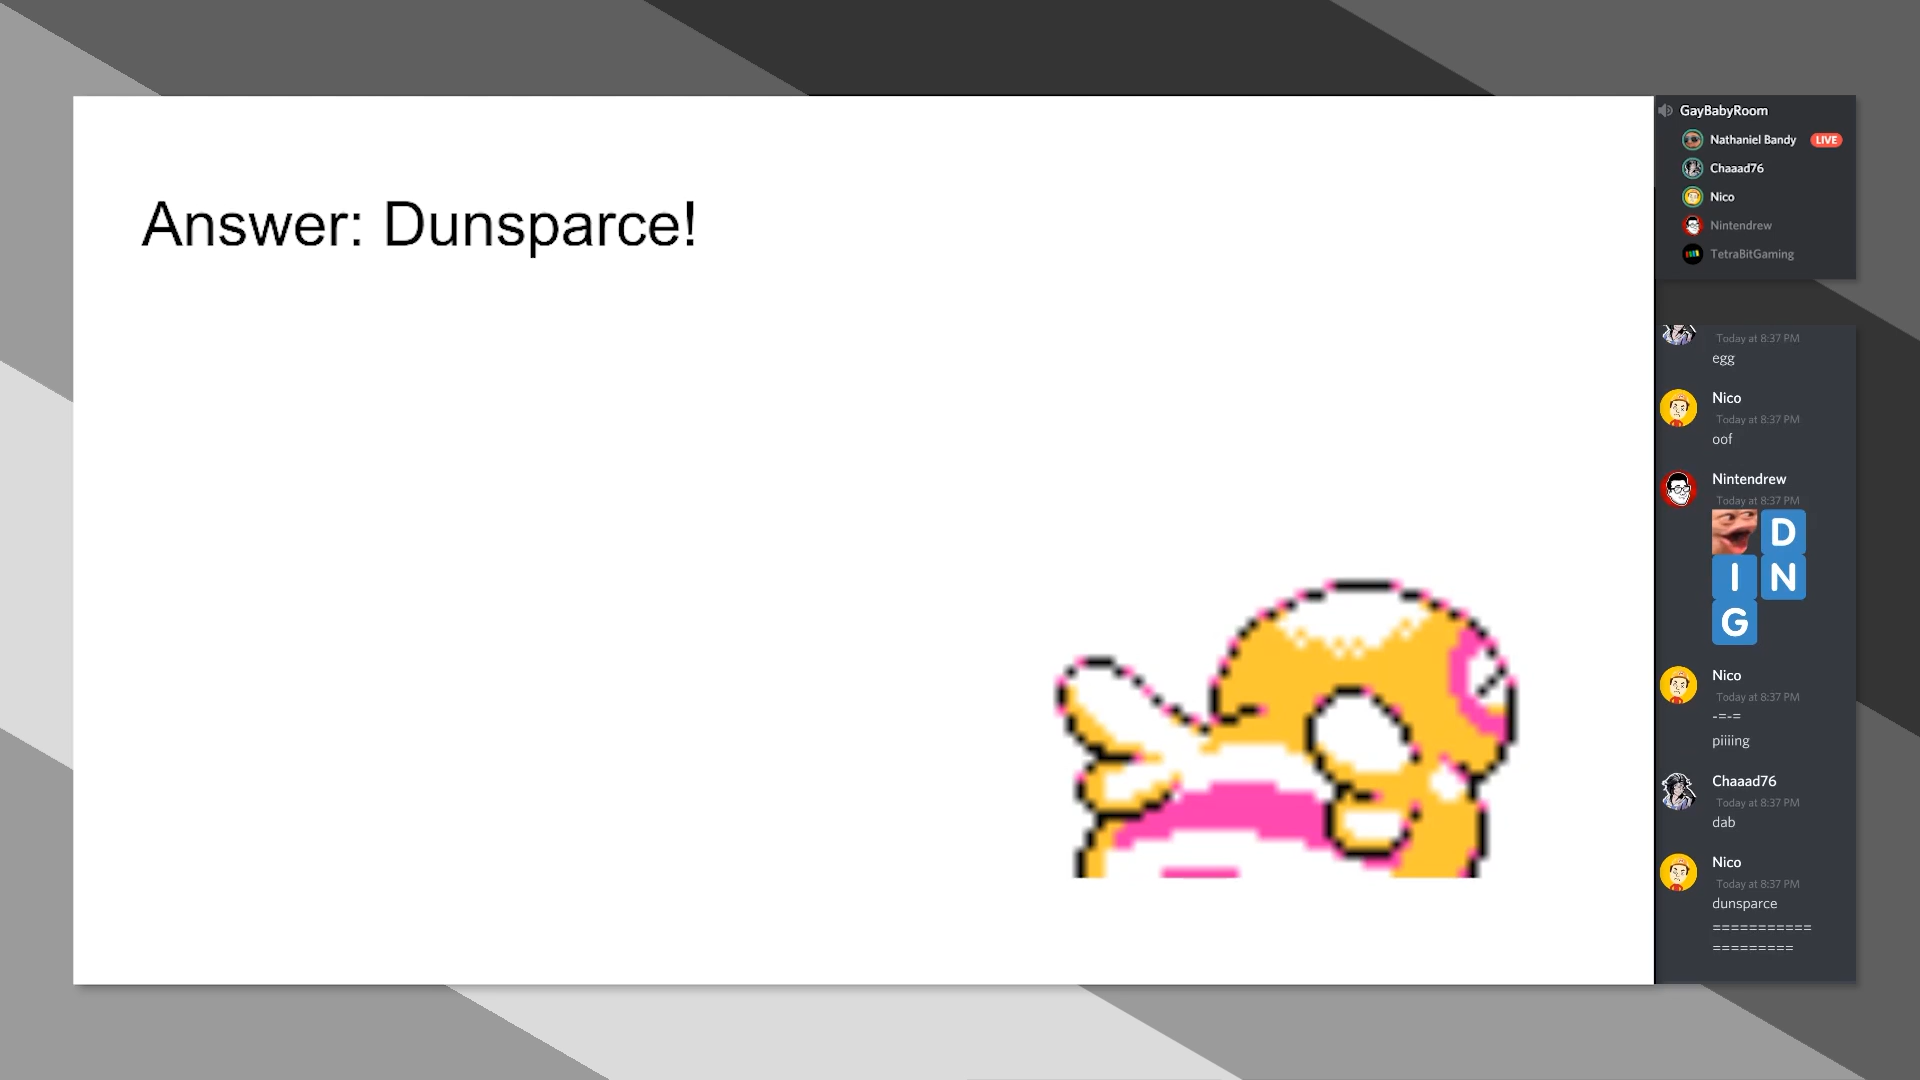 Answer: Dunsparce!
GayBabyRoom
Nathaniel Bandy LIVE
Chaaad76
Nico
Nintendrew
TetraBitGaming
Today at 8:37 PM
egg
Nico
Today at 8:37 PM
oof
Nintendrew
Today at 8:37 PM
D
I N
G
Nico
Today at 8:37 PM
-=-=
piiiing
Chaaad76
Today at 8:37 PM
dab
Nico
Today at 8:37 PM
dunsparce
===========
=========